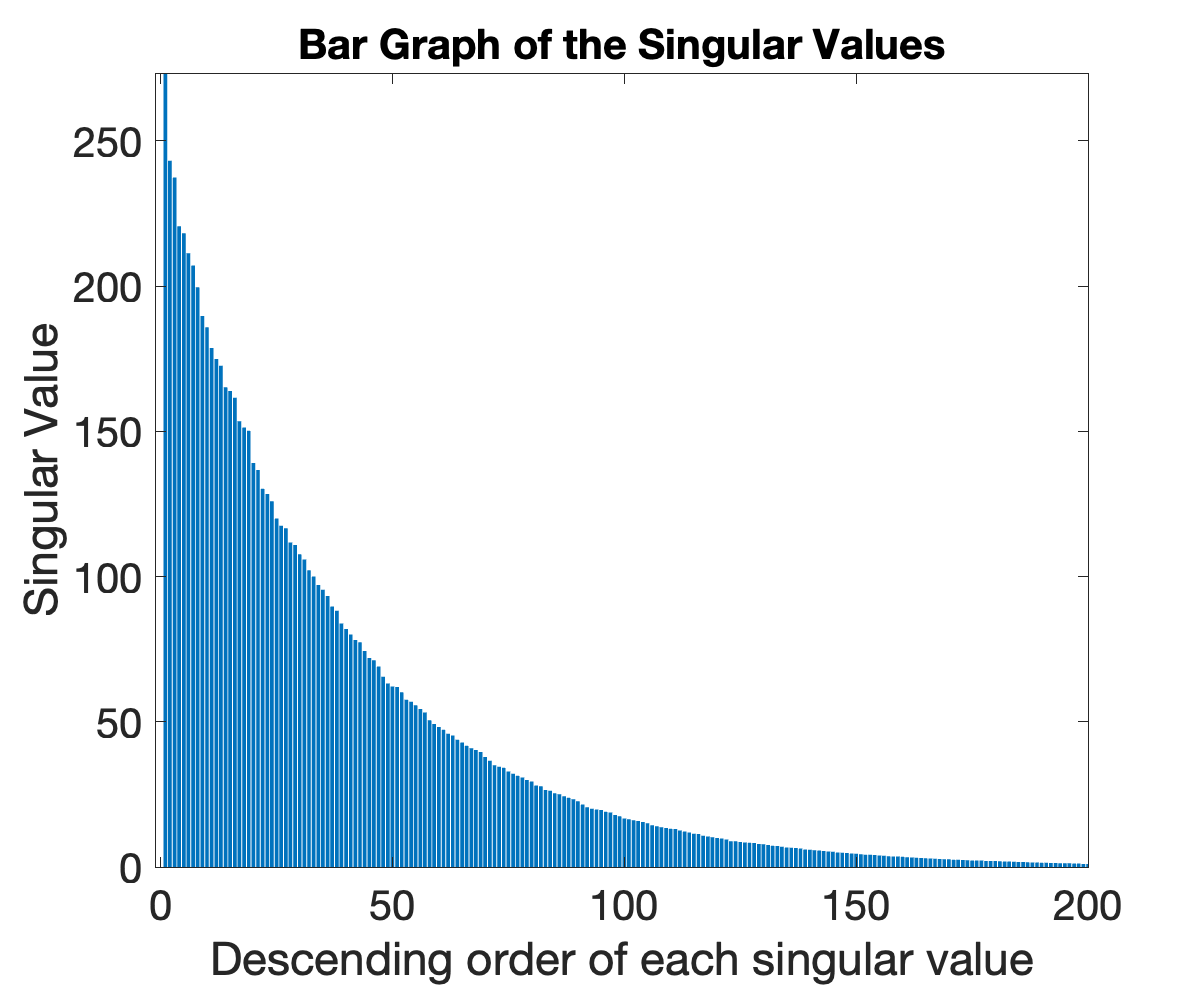 Bar Graph of the Singular Values
250
200
150
100
50
0
Singular Value
0 50 100 150 200
Descending order of each singular value